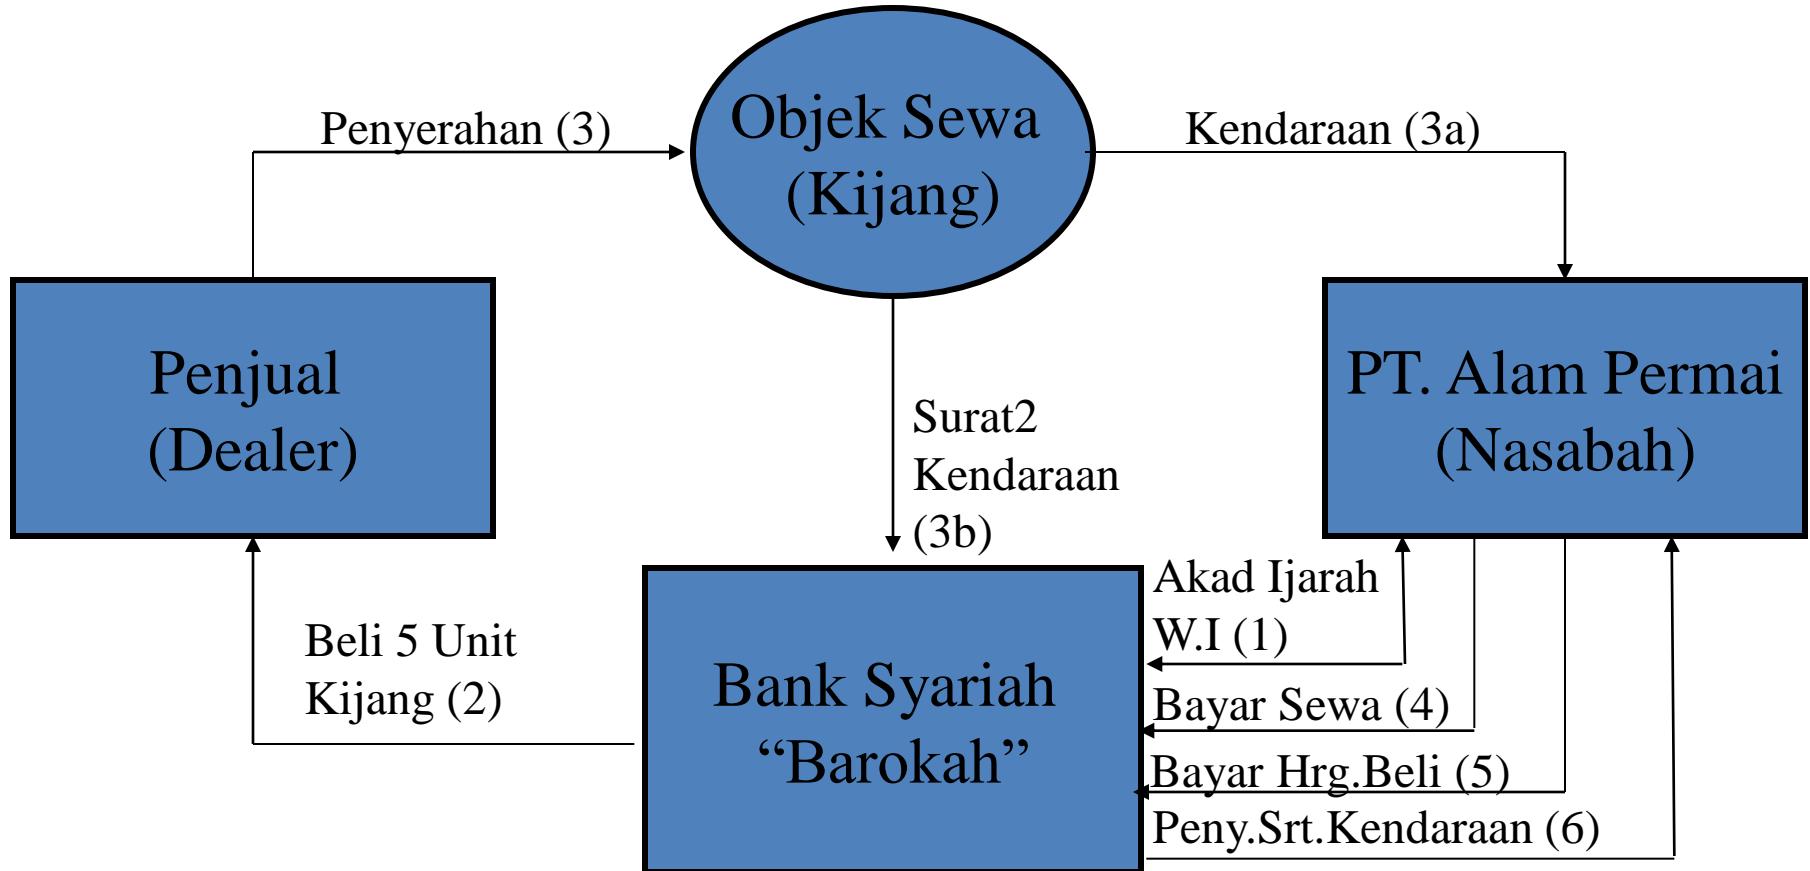 Objek Sewa
(Kijang)
Penyerahan (3)
Kendaraan (3a)
Penjual
(Dealer)
PT. Alam Permai
(Nasabah)
Surat2
Kendaraan
(3b)
Akad Ijarah
W.I (1)
Beli 5 Unit
Kijang (2)
Bank Syariah
“Barokah”
Bayar Sewa (4)
Bayar Hrg.Beli (5)
Peny.Srt.Kendaraan (6)